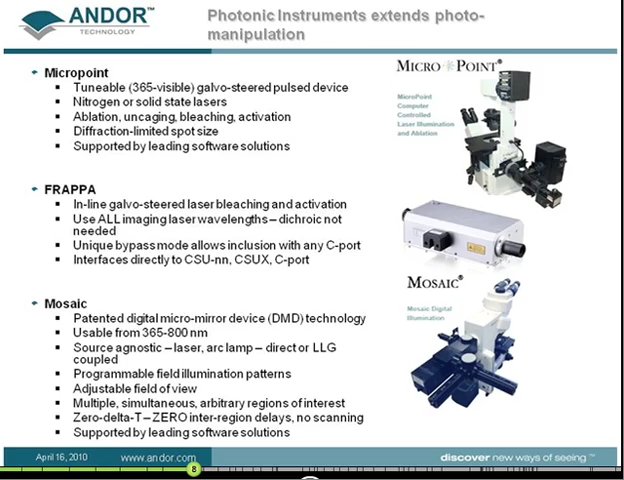 ANDOR™
TECHNOLOGY
Photonic Instruments extends photo-
manipulation
Micropoint
Tuneable (365-visible) galvo-steered pulsed device
Nitrogen or solid state lasers
Ablation, uncaging, bleaching, activation
Diffraction-limited spot size
Supported by leading software solutions
FRAPPA
In-line galvo-steered laser bleaching and activation
Use ALL imaging laser wavelengths – dichroic not
needed
Unique bypass mode allows inclusion with any C-port
Interfaces directly to CSU-nn, CSUX, C-port
Mosaic
Patented digital micro-mirror device (DMD) technology
Usable from 365-800 nm
Source agnostic – laser, arc lamp – direct or LLG
coupled
Programmable field illumination patterns
Adjustable field of view
Multiple, simultaneous, arbitrary regions of interest
Zero-delta-T – ZERO inter-region delays, no scanning
Supported by leading software solutions
MICRO POINT®
MicroPoint
Computer
Controlled
Laser Illumination
and Ablation
MOSAIC®
Mosaic Digital
Illumination
April 16, 2010
www.andor.com
discover new ways of seeing™
8